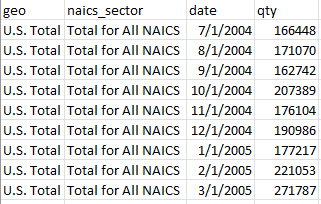 geo naics_sector date qty
U.S. Total Total for All NAICS 7/1/2004 166448
U.S. Total Total for All NAICS 8/1/2004 171070
U.S. Total Total for All NAICS 9/1/2004 162742
U.S. Total Total for All NAICS 10/1/2004 207389
U.S. Total Total for All NAICS 11/1/2004 176104
U.S. Total Total for All NAICS 12/1/2004 190986
U.S. Total Total for All NAICS 1/1/2005 177217
U.S. Total Total for All NAICS 2/1/2005 221053
U.S. Total Total for All NAICS 3/1/2005 271787